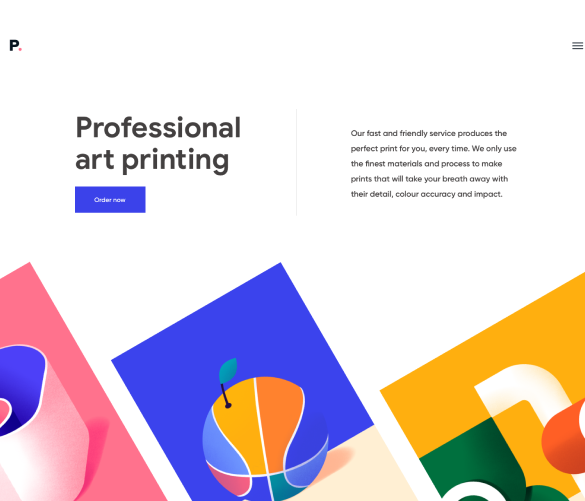 P.
Professional
art printing
Order now
Our fast and friendly service produces the
perfect print for you, every time. We only use
the finest materials and process to make
prints that will take your breath away with
their detail, colour accuracy and impact.